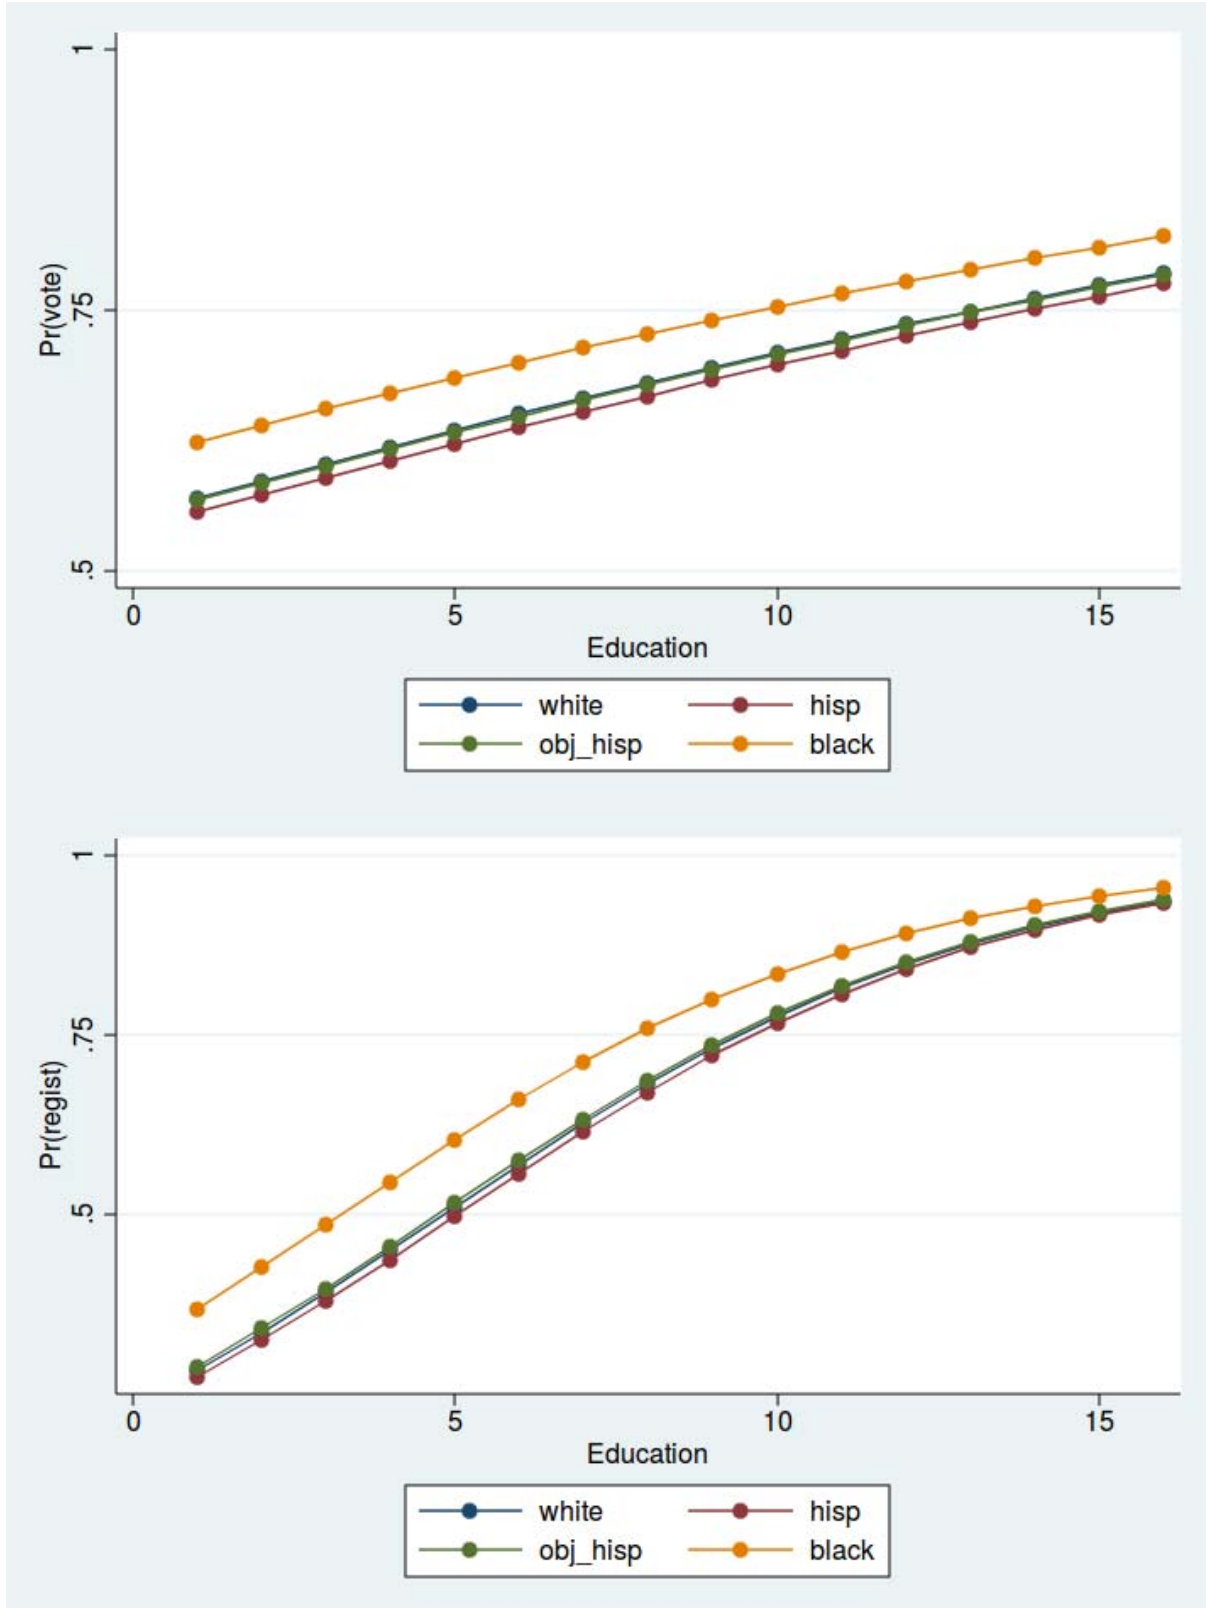 1
.75
.5
Pr(vote)
0 5 10 15
Education
white hisp
obj_hisp black
1
.75
.5
Pr(regist)
0 5 10 15
Education
white hisp
obj_hisp black